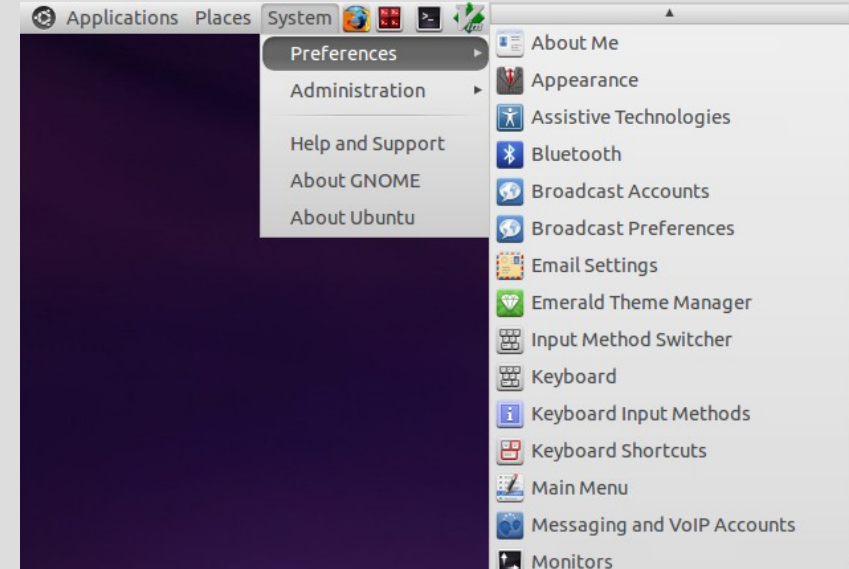 Applications Places System
Preferences
Administration
Help and Support
About GNOME
About Ubuntu
About Me
Appearance
Assistive Technologies
Bluetooth
Broadcast Accounts
Broadcast Preferences
Email Settings
Emerald Theme Manager
Input Method Switcher
Keyboard
Keyboard Input Methods
Keyboard Shortcuts
Main Menu
Messaging and VoIP Accounts
Monitors